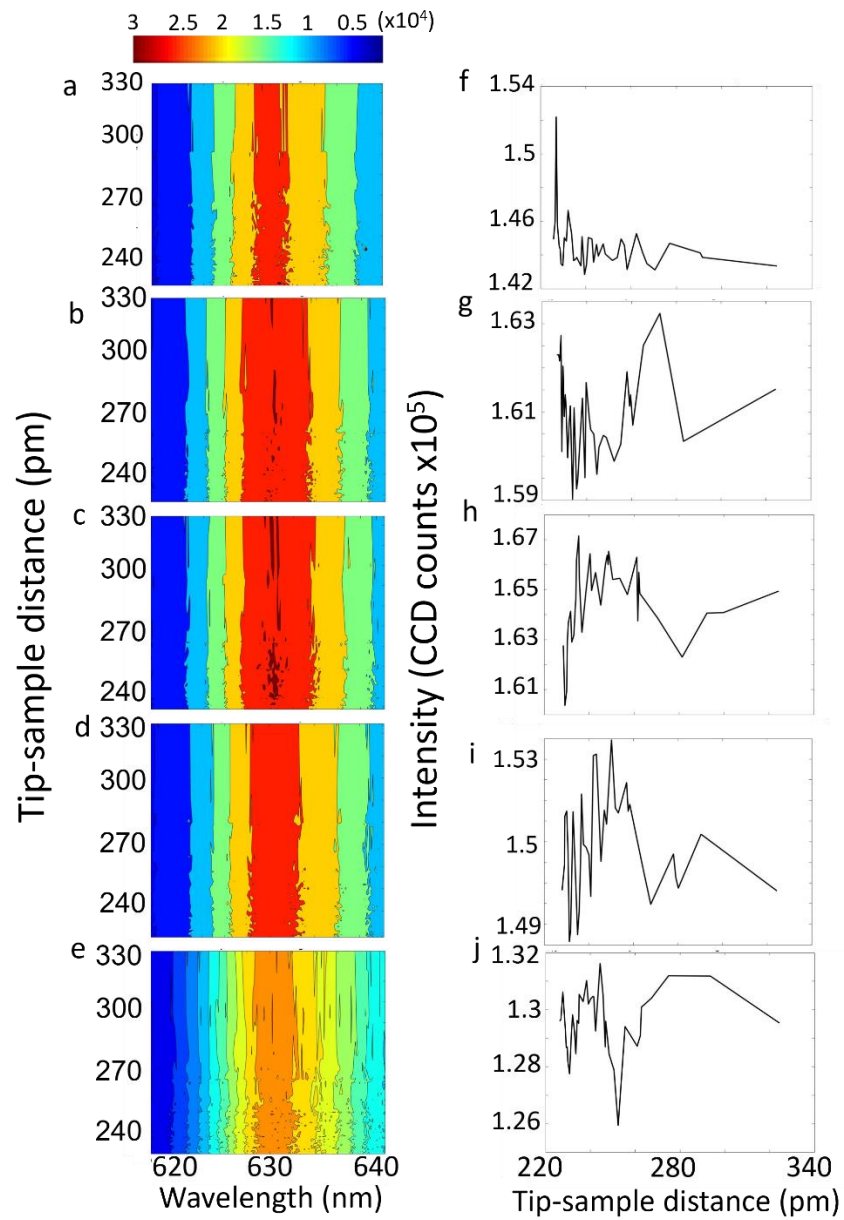 3 2.5 2 1.5 1 0.5 (x10⁴)
a
330
300
270
240
b
330
300
270
240
c
330
300
270
240
d
330
300
270
240
e
330
300
270
240
620 630 640
Wavelength (nm)
Tip-sample distance (pm)
Intensity (CCD counts x10⁵)
f
1.54
1.5
1.46
1.42
g
1.63
1.61
1.59
h
1.67
1.65
1.63
1.61
i
1.53
1.5
1.49
j
1.32
1.3
1.28
1.26
220 280 340
Tip-sample distance (pm)